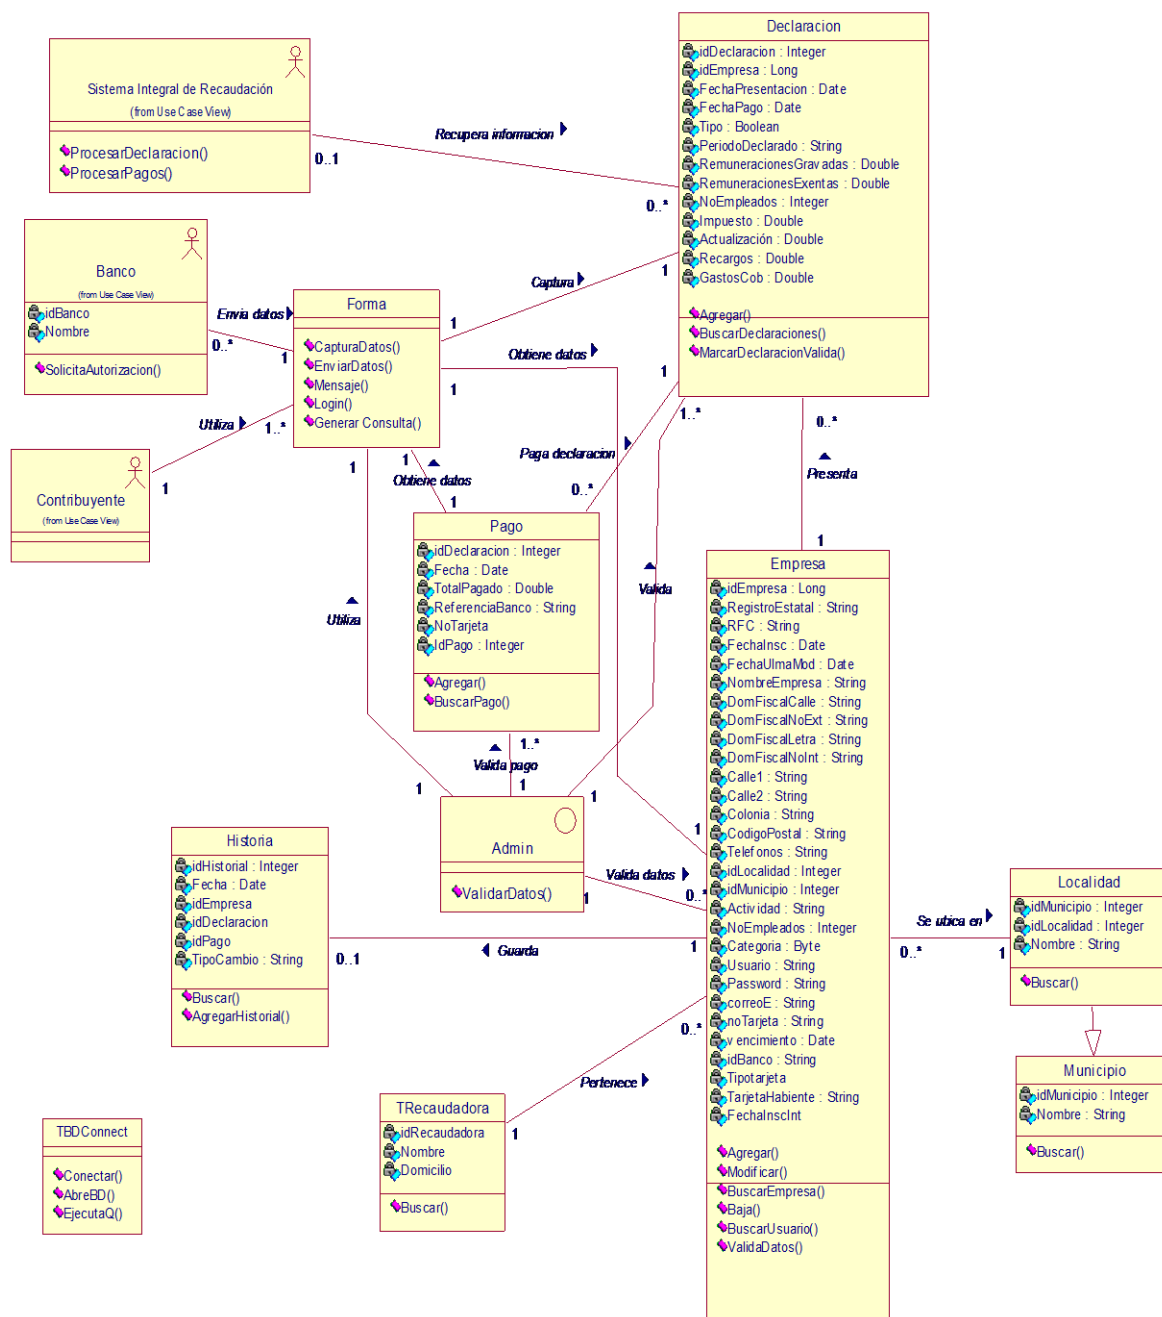 Sistema Integral de Recaudación
(from Use Case View)
ProcesarDeclaracion()
ProcesarPagos()
0..1
Recupera informacion
0..*
Declaracion
idDeclaracion : Integer
idEmpresa : Long
FechaPresentacion : Date
FechaPago : Date
Tipo : Boolean
PeriodoDeclarado : String
RemuneracionesGravadas : Double
RemuneracionesExentas : Double
NoEmpleados : Integer
Impuesto : Double
Actualización : Double
Recargos : Double
GastosCob : Double
Agregar()
BuscarDeclaraciones()
MarcarDeclaracionValida()
Banco
(from Use Case View)
idBanco
Nombre
SolicitaAutorizacion()
Envia datos
0..*
1
Forma
CapturaDatos()
EnviarDatos()
Mensaje()
Login()
Generar Consulta()
Captura
1
1
Obtiene datos
1
1
Contribuyente
(from Use Case View)
Utiliza
1
1..*
Obtiene datos
1
1
Paga declaracion
1
0..*
Pago
idDeclaracion : Integer
Fecha : Date
TotalPagado : Double
ReferenciaBanco : String
NoTarjeta
IdPago : Integer
Agregar()
BuscarPago()
Utiliza
1
1
Valida
1..*
1
Presenta
0..*
1
Valida pago
1..*
1
Admin
ValidarDatos()
Valida datos
1
0..*
Empresa
idEmpresa : Long
RegistroEstatal : String
RFC : String
FechaInsc : Date
FechaUlmaMod : Date
NombreEmpresa : String
DomFiscalCalle : String
DomFiscalNoExt : String
DomFiscalLetra : String
DomFiscalNoInt : String
Calle1 : String
Calle2 : String
Colonia : String
CodigoPostal : String
Telefonos : String
idLocalidad : Integer
idMunicipio : Integer
Actividad : String
NoEmpleados : Integer
Categoria : Byte
Usuario : String
Password : String
correoE : String
noTarjeta : String
vencimiento : Date
idBanco : String
Tipotarjeta
TarjetaHabiente : String
FechaInscInt
Agregar()
Modificar()
BuscarEmpresa()
Baja()
BuscarUsuario()
ValidaDatos()
Historia
idHistorial : Integer
Fecha : Date
idEmpresa
idDeclaracion
idPago
TipoCambio : String
Buscar()
AgregarHistorial()
0..1
Guarda
1
Se ubica en
0..*
1
Localidad
idMunicipio : Integer
idLocalidad : Integer
Nombre : String
Buscar()
Municipio
idMunicipio : Integer
Nombre : String
Buscar()
TRecaudadora
idRecaudadora
Nombre
Domicilio
Buscar()
Pertenece
1
0..*
TBDConnect
Conectar()
AbreBD()
EjecutaQ()